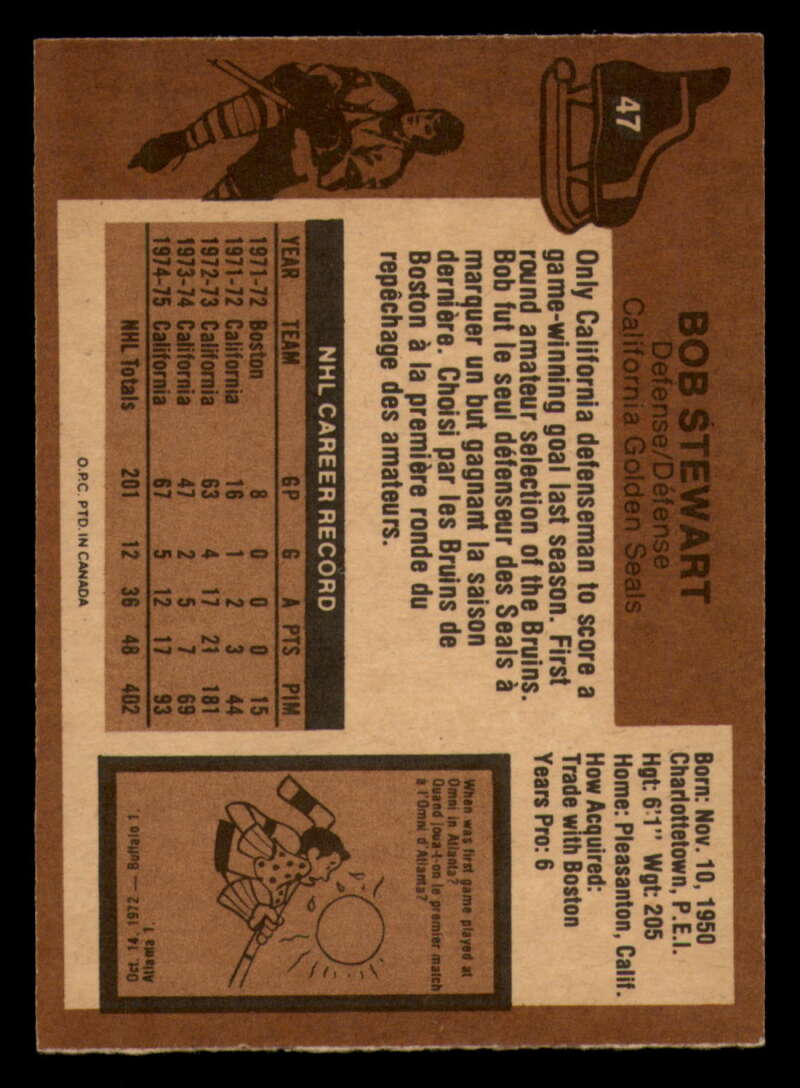 47
BOB STEWART
Defense/Défense
California Golden Seals
Born: Nov. 10, 1950
Charlottetown, P.E.I.
Hgt: 6'1" Wgt: 205
Home: Pleasanton, Calif.
How Acquired:
Trade with Boston
Years Pro: 6
Only California defenseman to score a
game-winning goal last season. First
round amateur selection of the Bruins.
Bob fut le seul défenseur des Seals à
marquer un but gagnant la saison
dernière. Choisi par les Bruins de
Boston à la première ronde du
repêchage des amateurs.
NHL CAREER RECORD
YEAR TEAM GP G A PTS PIM
1971-72 Boston 8 0 0 0 15
1971-72 California 16 1 2 3 44
1972-73 California 63 4 17 21 181
1973-74 California 47 2 5 7 69
1974-75 California 67 5 12 17 93
NHL Totals 201 12 36 48 402
O.P.C. PTD. IN CANADA
When was first game played at
Omni in Atlanta?
Quand joua-t-on le premier match
à l'Omni d'Atlanta?
Oct. 14, 1972 — Buffalo 1,
Atlanta 1.